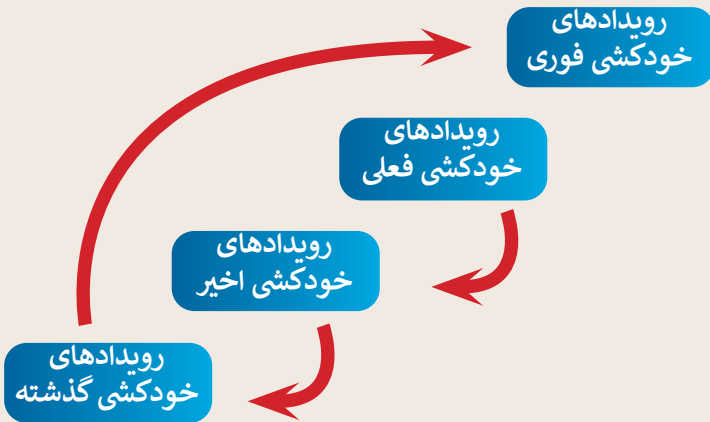 رویدادهای
خودکشی فوری
رویدادهای
خودکشی فعلی
رویدادهای
خودکشی اخیر
رویدادهای
خودکشی گذشته